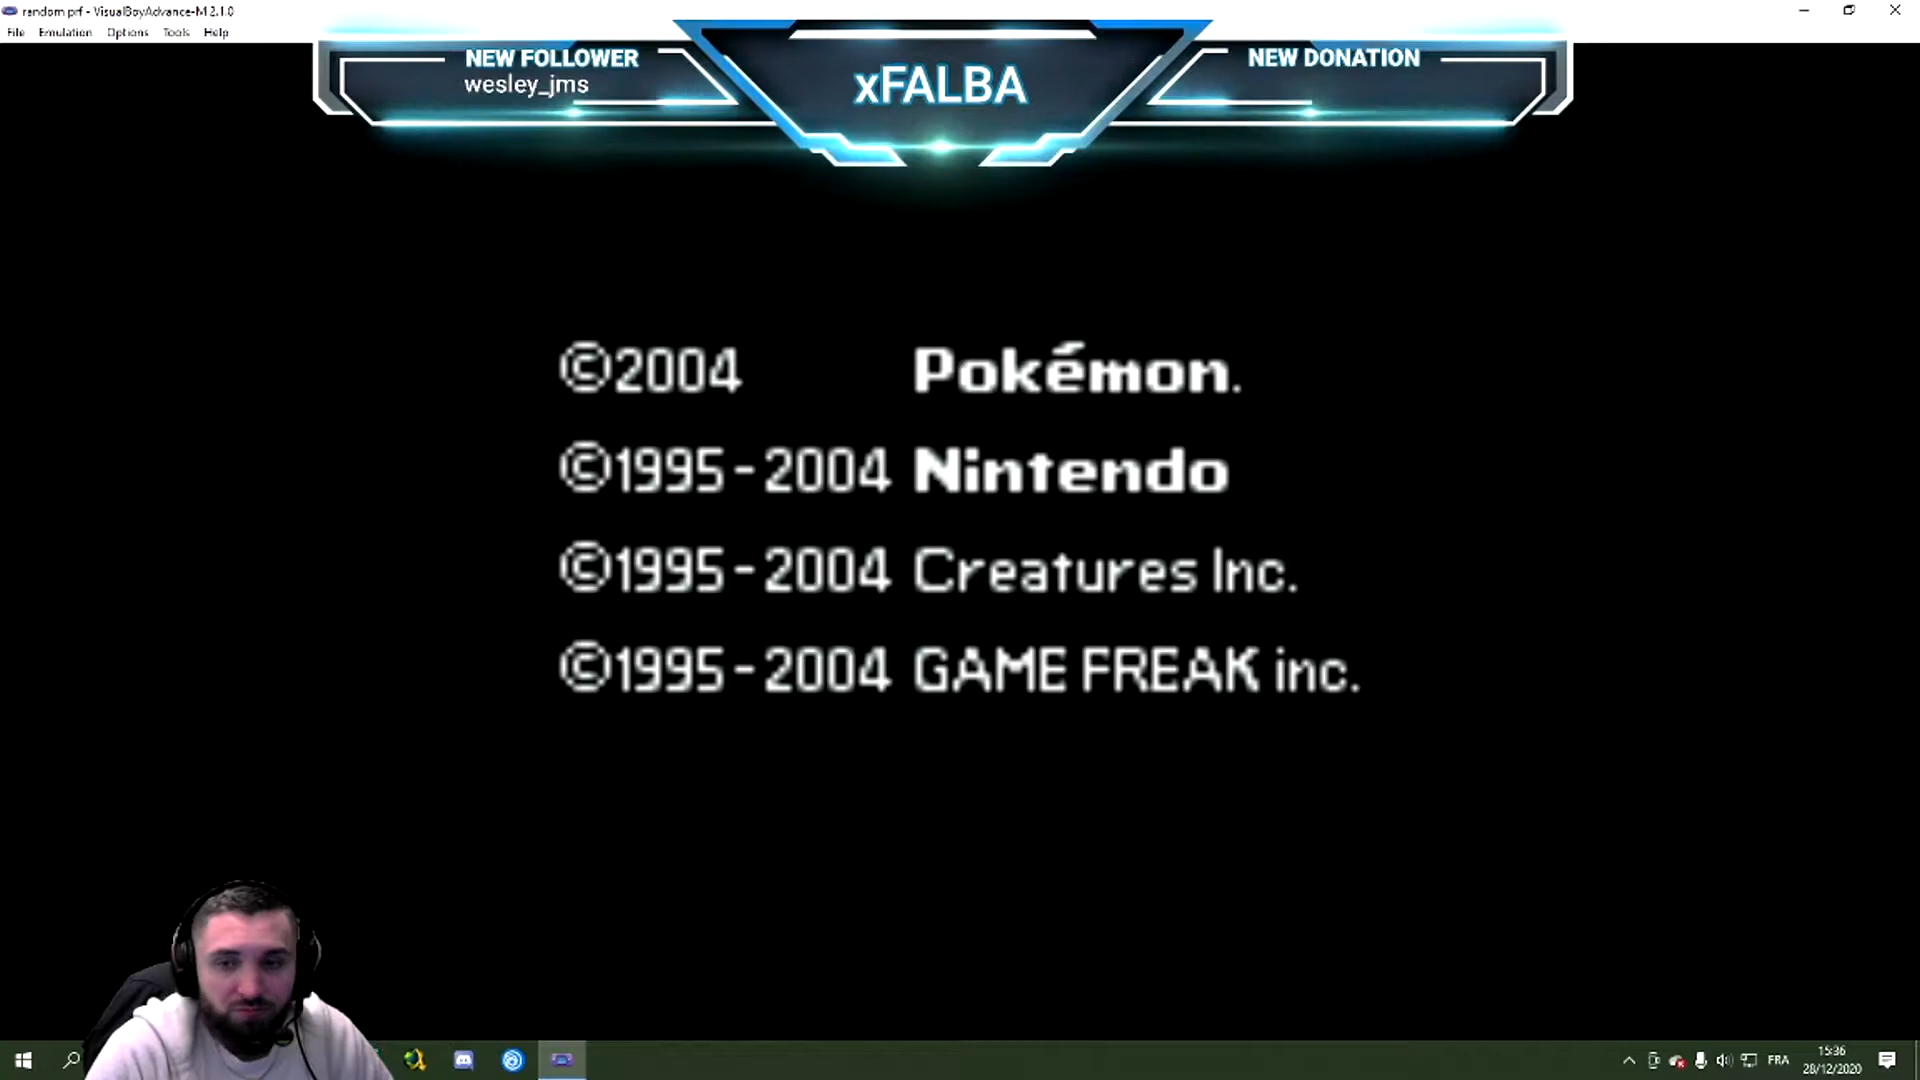 random prf - VisualBoyAdvance-M 2.1.0
File Emulation Options Tools Help
NEW FOLLOWER
wesley_jms
xFALBA
NEW DONATION
©2004 Pokémon.
©1995-2004 Nintendo
©1995-2004 Creatures Inc.
©1995-2004 GAME FREAK inc.
FRA
15:36
28/12/2020